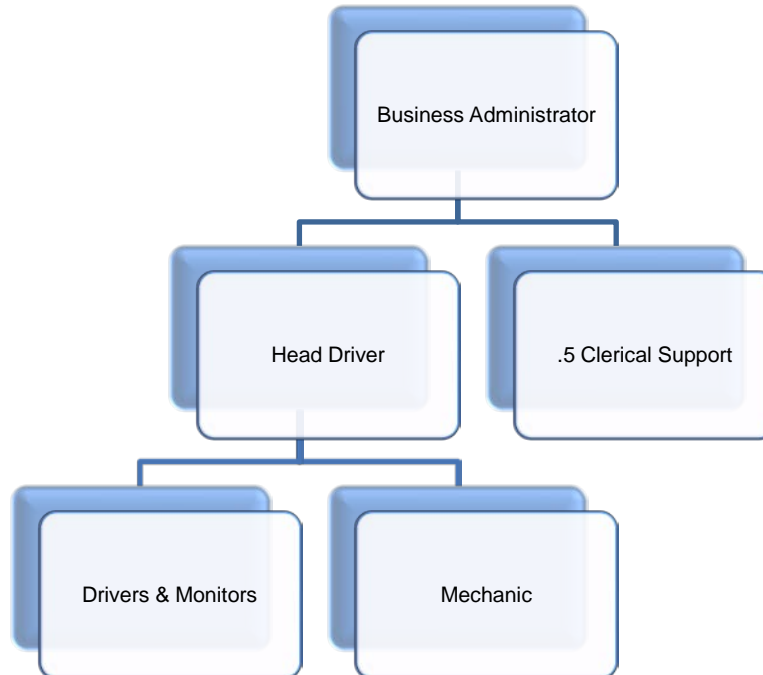 Business Administrator
Head Driver
.5 Clerical Support
Drivers & Monitors
Mechanic